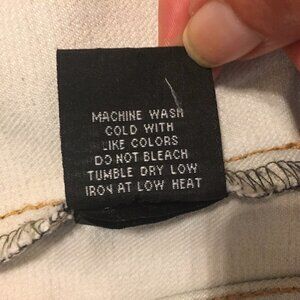 MACHINE WASH
COLD WITH
LIKE COLORS
DO NOT BLEACH
TUMBLE DRY LOW
IRON AT LOW HEAT